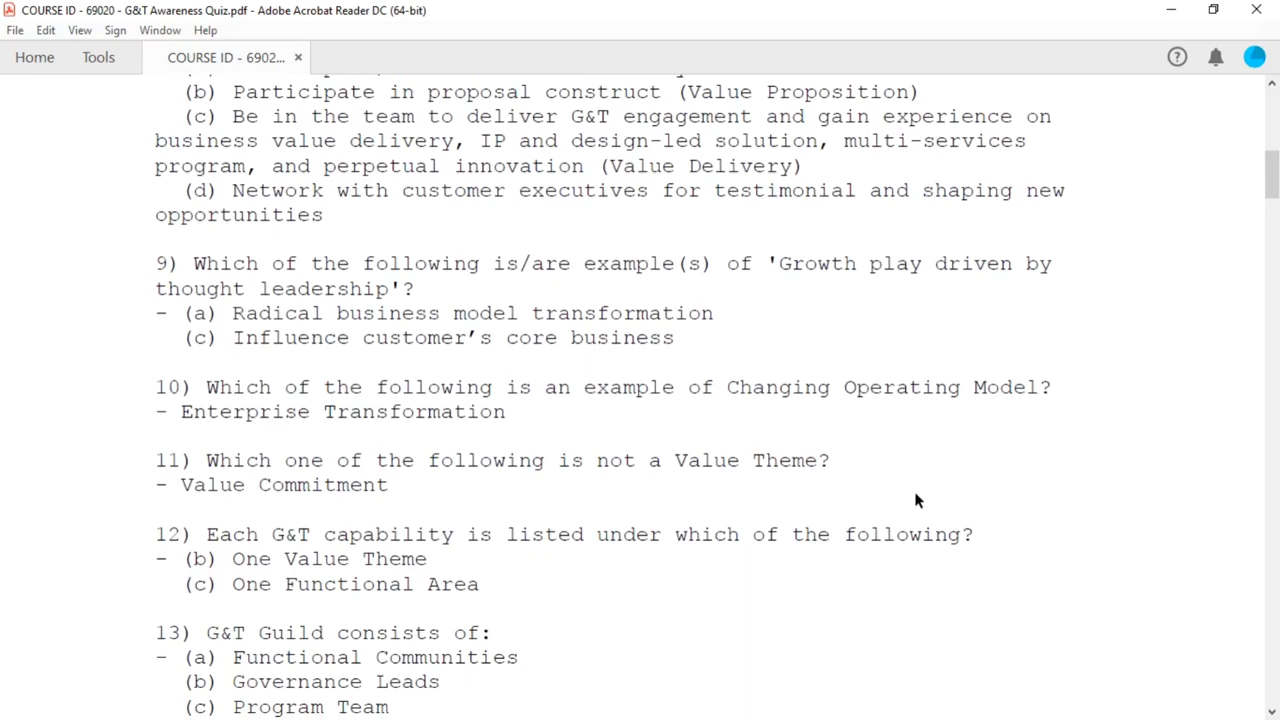 COURSE ID - 69020 - G&T Awareness Quiz.pdf - Adobe Acrobat Reader DC (64-bit)
File Edit View Sign Window Help
Home Tools COURSE ID - 6902... ×
(b) Participate in proposal construct (Value Proposition)
(c) Be in the team to deliver G&T engagement and gain experience on
business value delivery, IP and design-led solution, multi-services
program, and perpetual innovation (Value Delivery)
(d) Network with customer executives for testimonial and shaping new
opportunities
9) Which of the following is/are example(s) of 'Growth play driven by
thought leadership'?
- (a) Radical business model transformation
(c) Influence customer’s core business
10) Which of the following is an example of Changing Operating Model?
- Enterprise Transformation
11) Which one of the following is not a Value Theme?
- Value Commitment
12) Each G&T capability is listed under which of the following?
- (b) One Value Theme
(c) One Functional Area
13) G&T Guild consists of:
- (a) Functional Communities
(b) Governance Leads
(c) Program Team